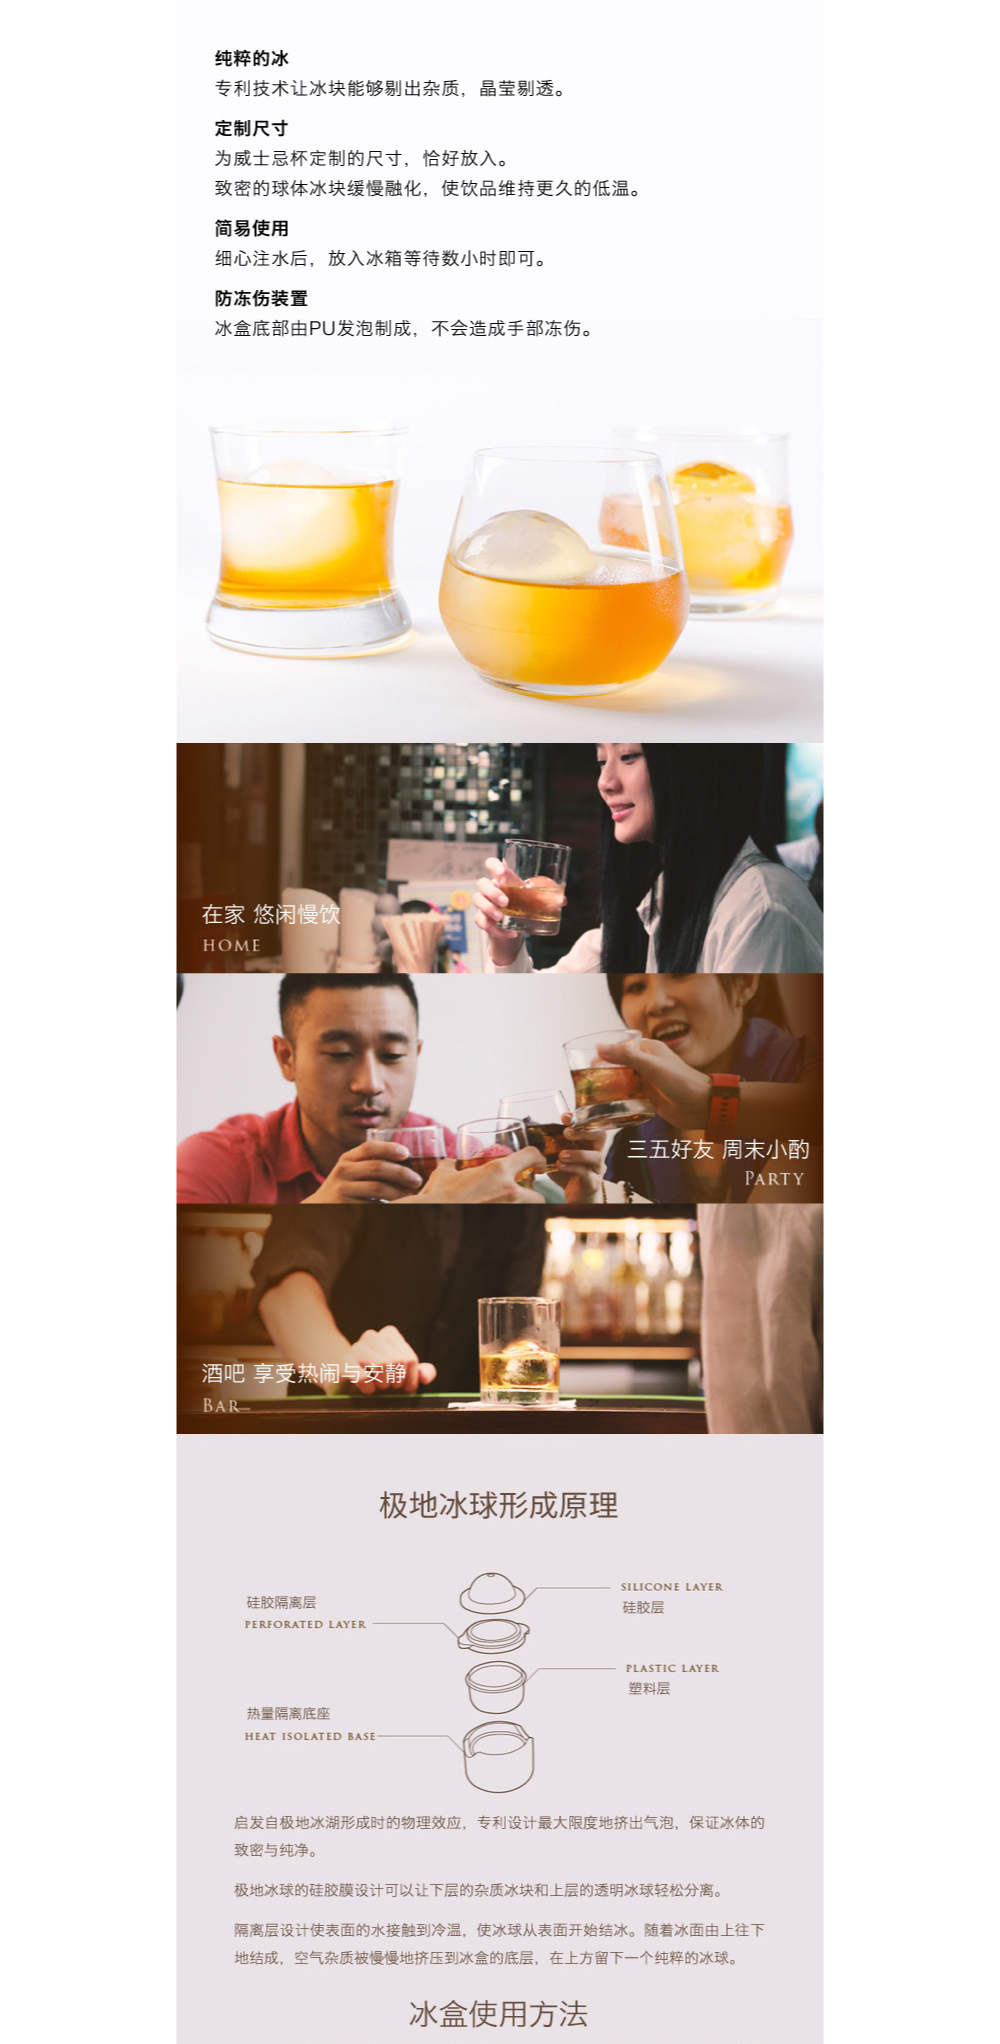 纯粹的冰
专利技术让冰块能够剔出杂质，晶莹剔透。
定制尺寸
为威士忌杯定制的尺寸，恰好放入。
致密的球体冰块缓慢融化，使饮品维持更久的低温。
简易使用
细心注水后，放入冰箱等待数小时即可。
防冻伤装置
冰盒底部由PU发泡制成，不会造成手部冻伤。
在家 悠闲慢饮
HOME
三五好友 周末小酌
PARTY
酒吧 享受热闹与安静
BAR
极地冰球形成原理
SILICONE LAYER
硅胶层
硅胶隔离层
PERFORATED LAYER
PLASTIC LAYER
塑料层
热量隔离底座
HEAT ISOLATED BASE
启发自极地冰湖形成时的物理效应，专利设计最大限度地挤出气泡，保证冰体的
致密与纯净。
极地冰球的硅胶膜设计可以让下层的杂质冰块和上层的透明冰球轻松分离。
隔离层设计使表面的水接触到冷温，使冰球从表面开始结冰。随着冰面由上往下
地结成，空气杂质被慢慢地挤压到冰盒的底层，在上方留下一个纯粹的冰球。
冰盒使用方法